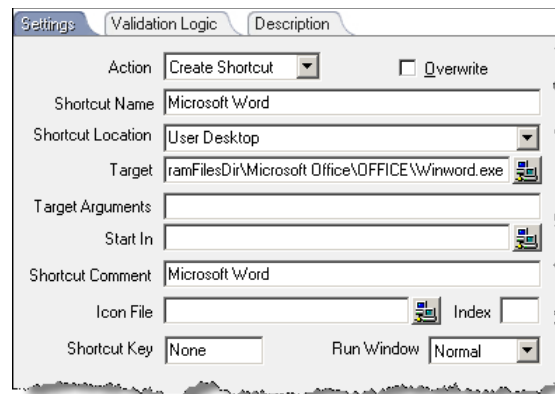 Settings Validation Logic Description
Action Create Shortcut Overwrite
Shortcut Name Microsoft Word
Shortcut Location User Desktop
Target ramFilesDir\Microsoft Office\OFFICE\Winword.exe
Target Arguments
Start In
Shortcut Comment Microsoft Word
Icon File Index
Shortcut Key None Run Window Normal